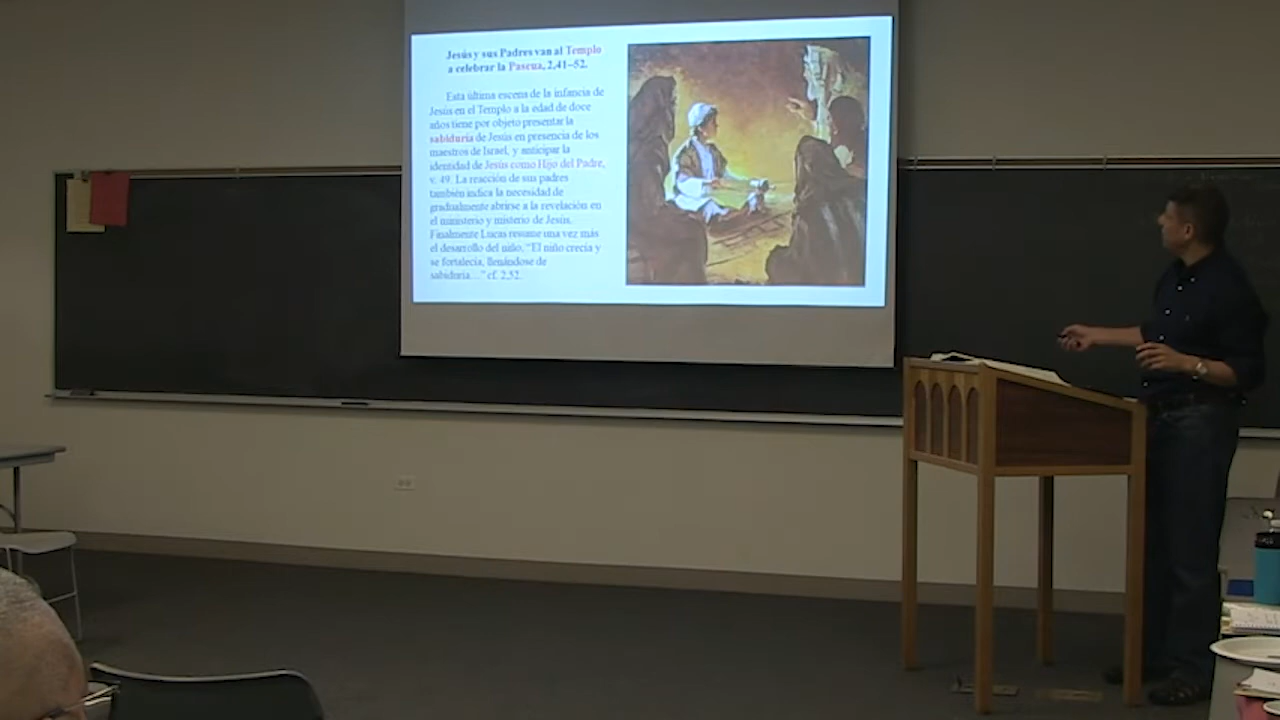 Jesús y sus Padres van al Templo
a celebrar la Pascua, 2,41–52.
Esta última escena de la infancia de
Jesús en el Templo a la edad de doce
años tiene por objeto presentar la
sabiduría de Jesús en presencia de los
maestros de Israel, y anticipar la
identidad de Jesús como Hijo del Padre,
v. 49. La reacción de sus padres
también indica la necesidad de
gradualmente abrirse a la revelación en
el ministerio y misterio de Jesús.
Finalmente Lucas resume una vez más
el desarrollo del niño, “El niño crecía y
se fortalecía, llenándose de
sabiduría…” cf. 2,52.